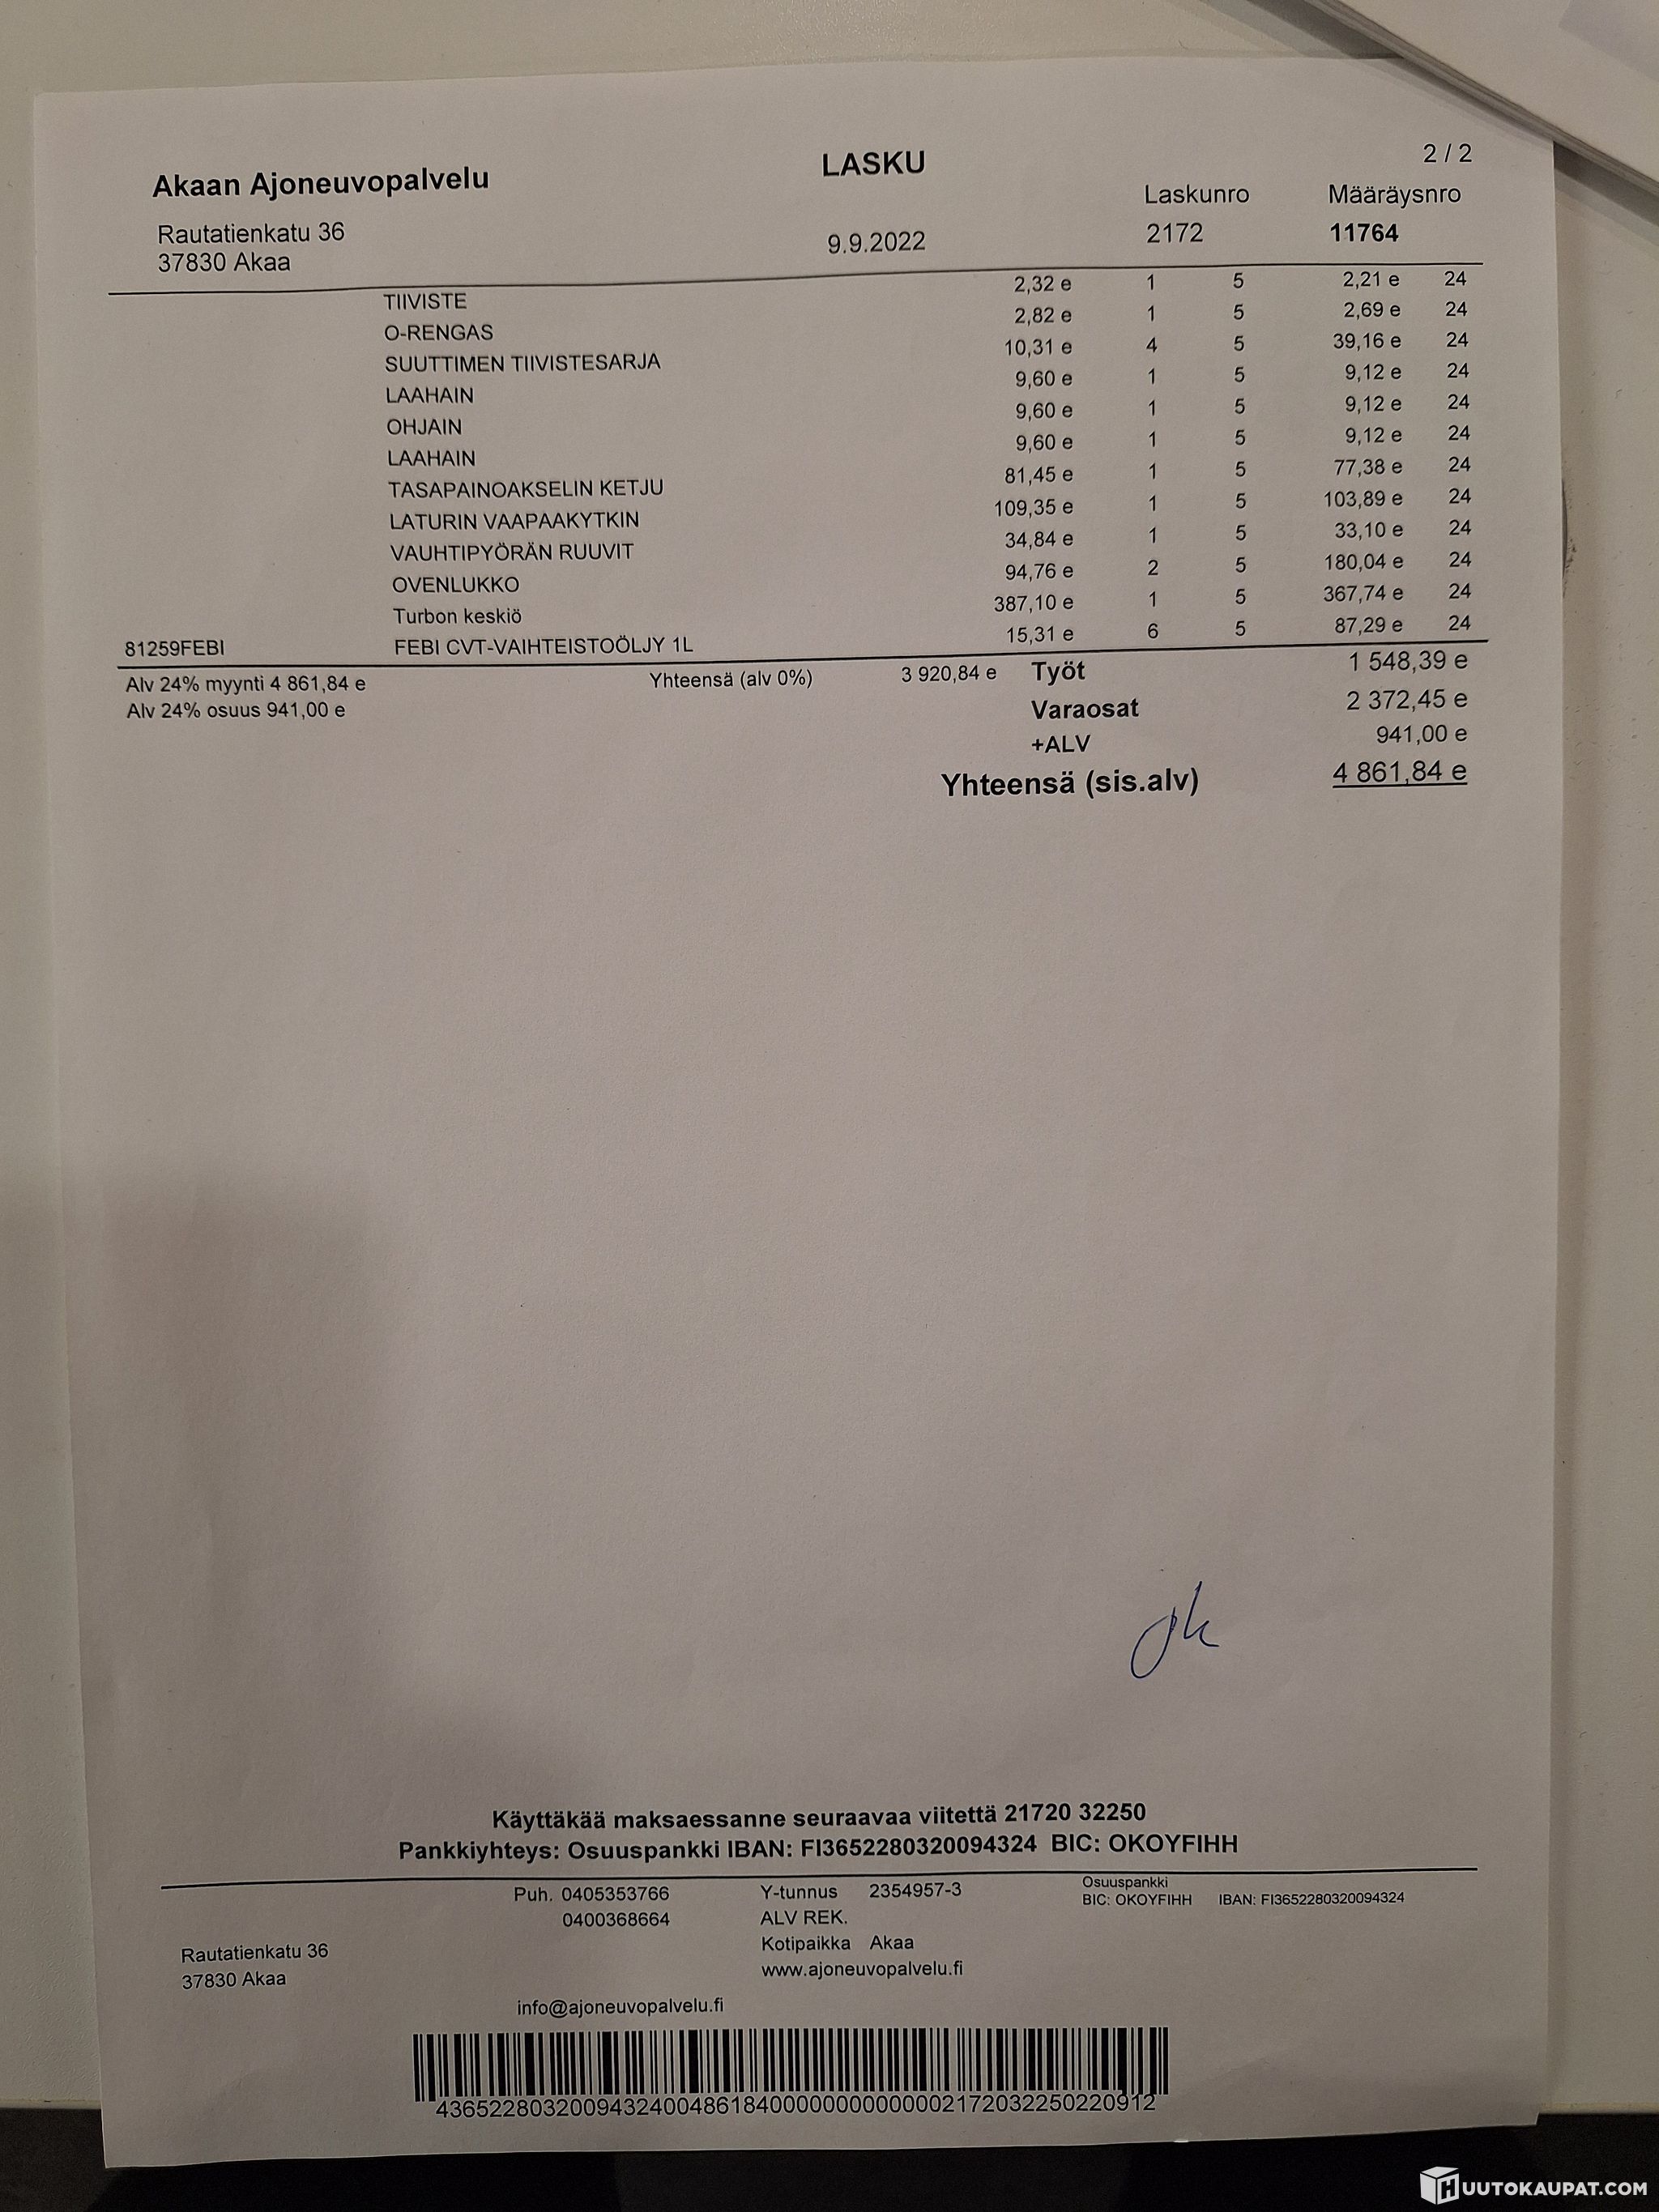 2 / 2
LASKU
Akaan Ajoneuvopalvelu
Laskunro Määräysnro
Rautatienkatu 36
37830 Akaa
9.9.2022 2172 11764
TIIVISTE 2,32 e 1 5 2,21 e 24
O-RENGAS 2,82 e 1 5 2,69 e 24
SUUTTIMEN TIIVISTESARJA 10,31 e 4 5 39,16 e 24
LAAHAIN 9,60 e 1 5 9,12 e 24
OHJAIN 9,60 e 1 5 9,12 e 24
LAAHAIN 9,60 e 1 5 9,12 e 24
TASAPAINOAKSELIN KETJU 81,45 e 1 5 77,38 e 24
LATURIN VAAPAAKYTKIN 109,35 e 1 5 103,89 e 24
VAUHTIPYÖRÄN RUUVIT 34,84 e 1 5 33,10 e 24
OVENLUKKO 94,76 e 2 5 180,04 e 24
Turbon keskiö 387,10 e 1 5 367,74 e 24
81259FEBI FEBI CVT-VAIHTEISTOÖLJY 1L 15,31 e 6 5 87,29 e 24
Alv 24% myynti 4 861,84 e Yhteensä (alv 0%) 3 920,84 e Työt 1 548,39 e
Alv 24% osuus 941,00 e Varaosat 2 372,45 e
+ALV 941,00 e
Yhteensä (sis.alv) 4 861,84 e
ok
Käyttäkää maksaessanne seuraavaa viitettä 21720 32250
Pankkiyhteys: Osuuspankki IBAN: FI3652280320094324 BIC: OKOYFIHH
Puh. 0405353766 Y-tunnus 2354957-3 Osuuspankki
BIC: OKOYFIHH IBAN: FI3652280320094324
0400368664 ALV REK.
Rautatienkatu 36 Kotipaikka Akaa
37830 Akaa www.ajoneuvopalvelu.fi
info@ajoneuvopalvelu.fi
436522803200943240048618400000000000002172032250220912
HUUTOKAUPAT.COM